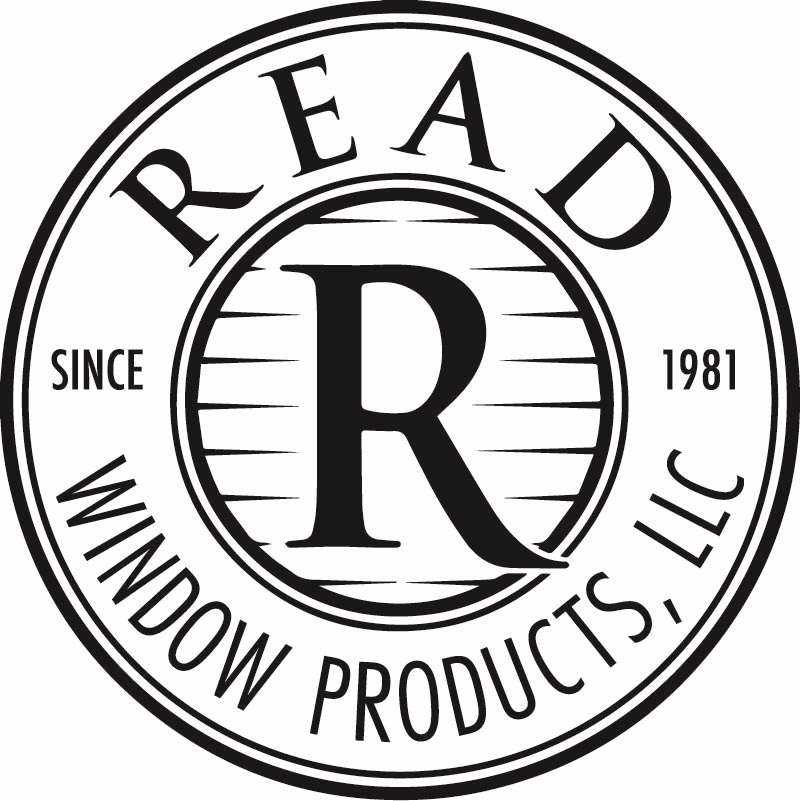 READ
R
SINCE 1981
WINDOW PRODUCTS, LLC